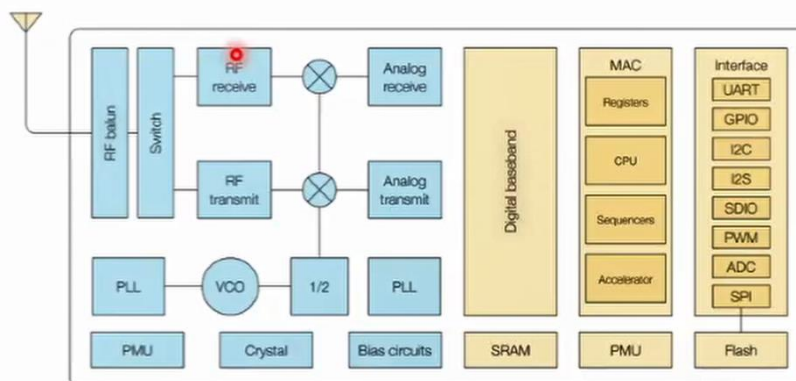 RF balun
Switch
RF
receive
Analog
receive
RF
transmit
Analog
transmit
PLL
VCO
1/2
PLL
PMU
Crystal
Bias circuits
Digital baseband
SRAM
MAC
Registers
CPU
Sequencers
Accelerator
PMU
Interface
UART
GPIO
I2C
I2S
SDIO
PWM
ADC
SPI
Flash